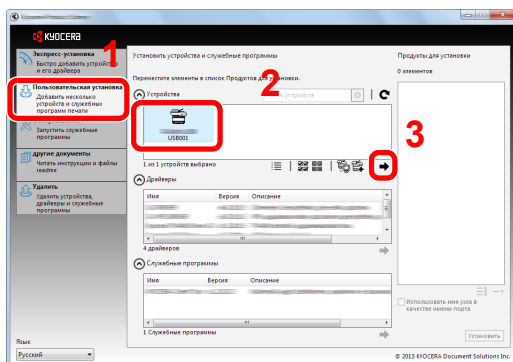 KYOCERA
1
Экспресс-установка
Быстро добавить устройство
и его драйвера
Пользовательская установка
Добавить несколько
устройств и служебных
программ печати
Запустить служебные
программы
Другие документы
Читать инструкции и файлы
readme
Удалить
Удалить устройства,
драйверы и служебные
программы
Язык
Русский
Установить устройства и служебные программы
Переместите элементы в список Продуктов для установки.
2
Устройства
устройств
USB001
1 из 1 устройств выбрано
3
Драйверы
Имя Версия Описание
4 драйверов
Служебные программы
Имя Версия Описание
1 Служебные программы
Продукты для установки
0 элементов
Использовать имя узла в
качестве имени порта
Установить
© 2013 KYOCERA Document Solutions Inc.